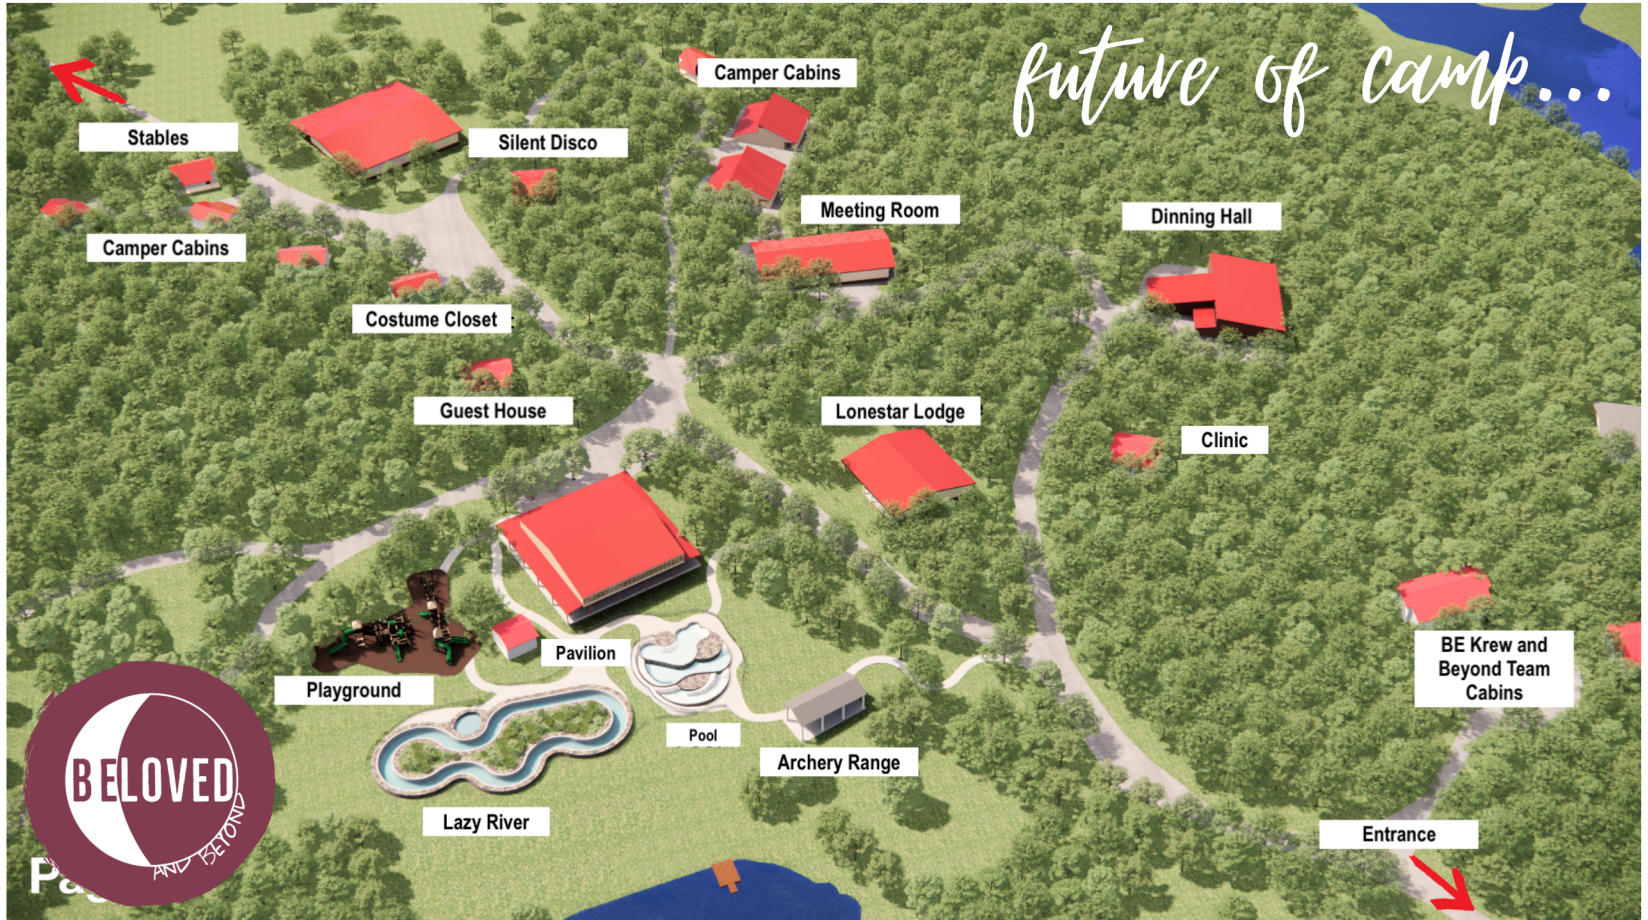 future of camp...
Camper Cabins
Stables
Silent Disco
Meeting Room
Dinning Hall
Camper Cabins
Costume Closet
Guest House
Lonestar Lodge
Clinic
BE Krew and
Beyond Team
Cabins
Pavilion
Playground
Pool
Archery Range
Lazy River
Entrance
BELOVED
AND BEYOND